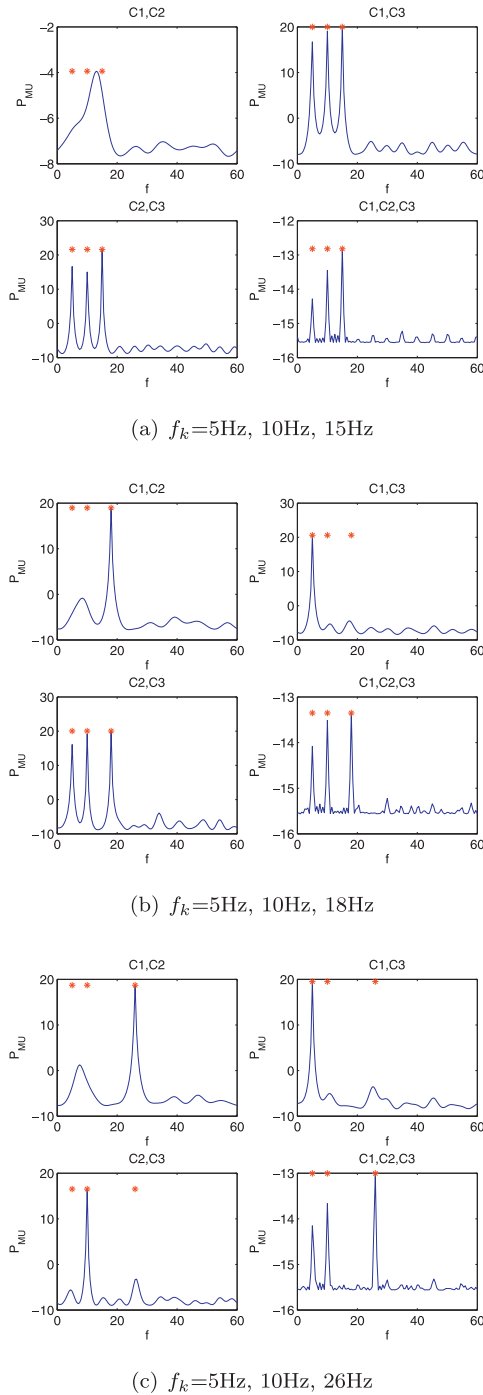 C1,C2
−2
−4
−6
−8
P_MU
0 20 40 60
f
C1,C3
20
10
0
−10
P_MU
0 20 40 60
f
C2,C3
30
20
10
0
−10
P_MU
0 20 40 60
f
C1,C2,C3
−12
−13
−14
−15
−16
P_MU
0 20 40 60
f
(a) f_k=5Hz, 10Hz, 15Hz
C1,C2
20
10
0
−10
P_MU
0 20 40 60
f
C1,C3
30
20
10
0
−10
P_MU
0 20 40 60
f
C2,C3
30
20
10
0
−10
P_MU
0 20 40 60
f
C1,C2,C3
−13
−14
−15
−16
P_MU
0 20 40 60
f
(b) f_k=5Hz, 10Hz, 18Hz
C1,C2
20
10
0
−10
P_MU
0 20 40 60
f
C1,C3
20
10
0
−10
P_MU
0 20 40 60
f
C2,C3
20
10
0
−10
P_MU
0 20 40 60
f
C1,C2,C3
−13
−14
−15
−16
P_MU
0 20 40 60
f
(c) f_k=5Hz, 10Hz, 26Hz